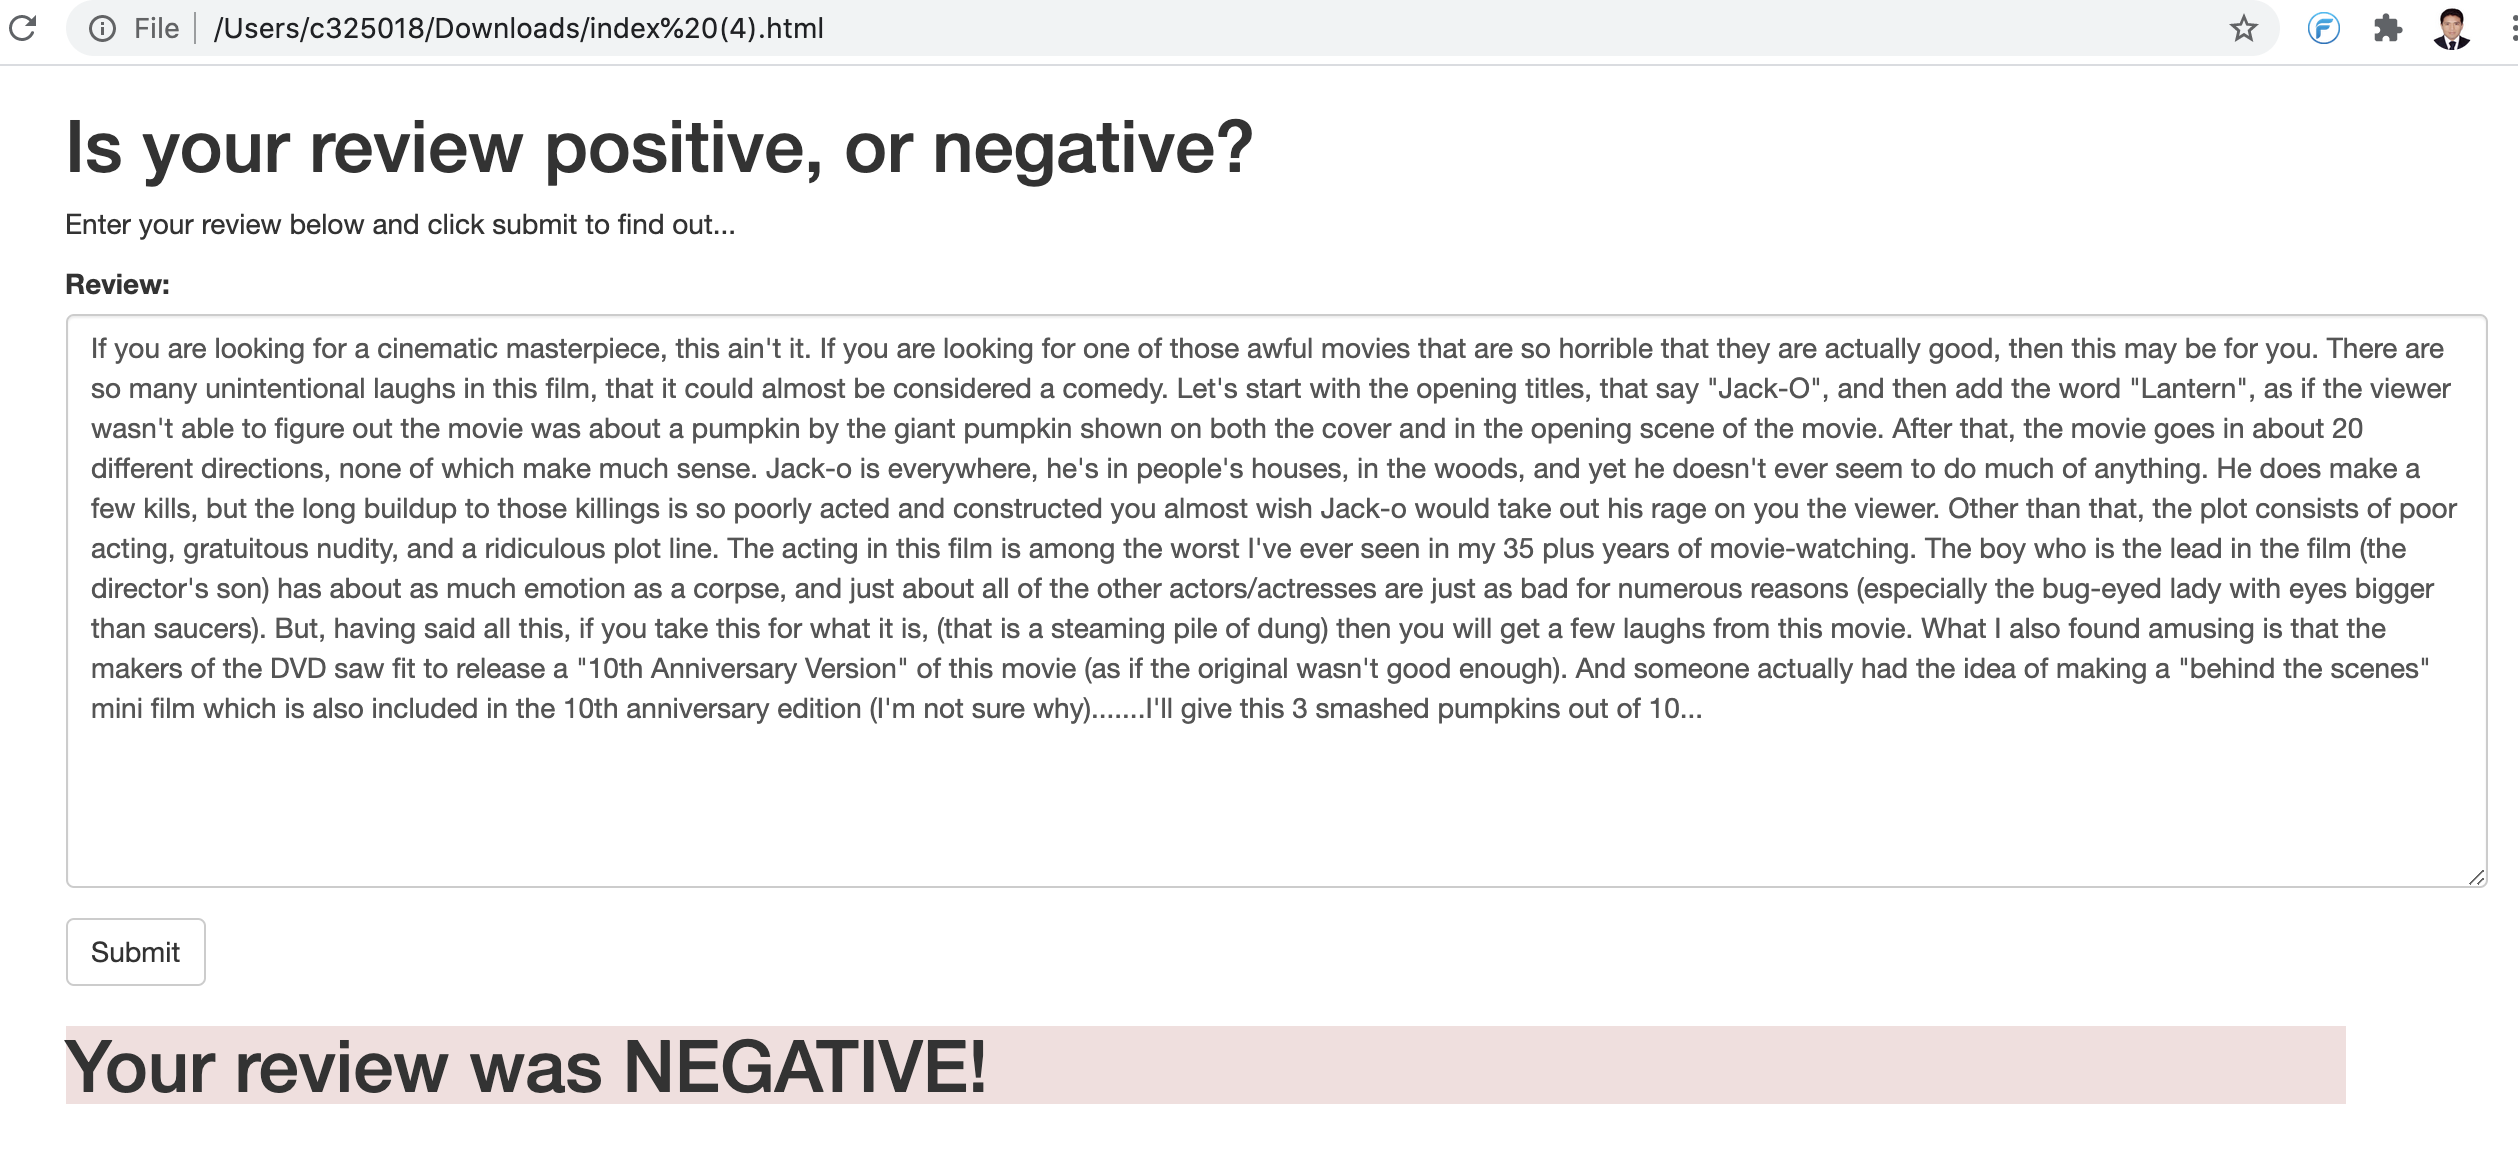 File | /Users/c325018/Downloads/index%20(4).html
Is your review positive, or negative?
Enter your review below and click submit to find out...
Review:
If you are looking for a cinematic masterpiece, this ain't it. If you are looking for one of those awful movies that are so horrible that they are actually good, then this may be for you. There are
so many unintentional laughs in this film, that it could almost be considered a comedy. Let's start with the opening titles, that say "Jack-O", and then add the word "Lantern", as if the viewer
wasn't able to figure out the movie was about a pumpkin by the giant pumpkin shown on both the cover and in the opening scene of the movie. After that, the movie goes in about 20
different directions, none of which make much sense. Jack-o is everywhere, he's in people's houses, in the woods, and yet he doesn't ever seem to do much of anything. He does make a
few kills, but the long buildup to those killings is so poorly acted and constructed you almost wish Jack-o would take out his rage on you the viewer. Other than that, the plot consists of poor
acting, gratuitous nudity, and a ridiculous plot line. The acting in this film is among the worst I've ever seen in my 35 plus years of movie-watching. The boy who is the lead in the film (the
director's son) has about as much emotion as a corpse, and just about all of the other actors/actresses are just as bad for numerous reasons (especially the bug-eyed lady with eyes bigger
than saucers). But, having said all this, if you take this for what it is, (that is a steaming pile of dung) then you will get a few laughs from this movie. What I also found amusing is that the
makers of the DVD saw fit to release a "10th Anniversary Version" of this movie (as if the original wasn't good enough). And someone actually had the idea of making a "behind the scenes"
mini film which is also included in the 10th anniversary edition (I'm not sure why).......I'll give this 3 smashed pumpkins out of 10...
Submit
Your review was NEGATIVE!